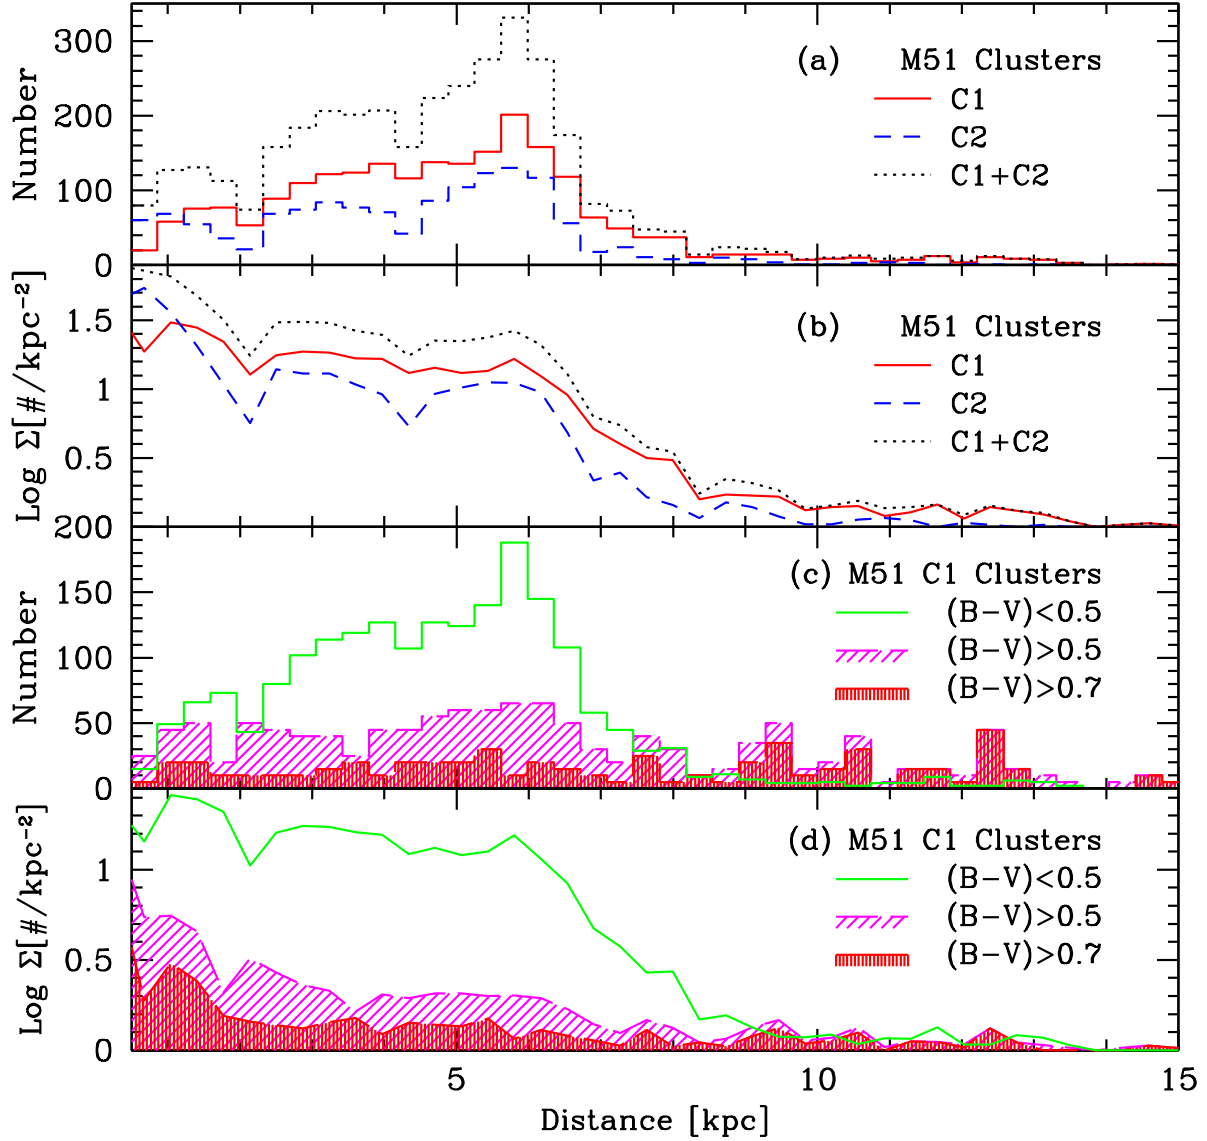 300
200
100
0
Number
(a) M51 Clusters
C1
C2
C1+C2
1.5
1
0.5
Log Σ[#/kpc⁻²]
(b) M51 Clusters
C1
C2
C1+C2
200
150
100
50
0
Number
(c) M51 C1 Clusters
(B−V)<0.5
(B−V)>0.5
(B−V)>0.7
1
0.5
0
Log Σ[#/kpc⁻²]
(d) M51 C1 Clusters
(B−V)<0.5
(B−V)>0.5
(B−V)>0.7
5 10 15
Distance [kpc]